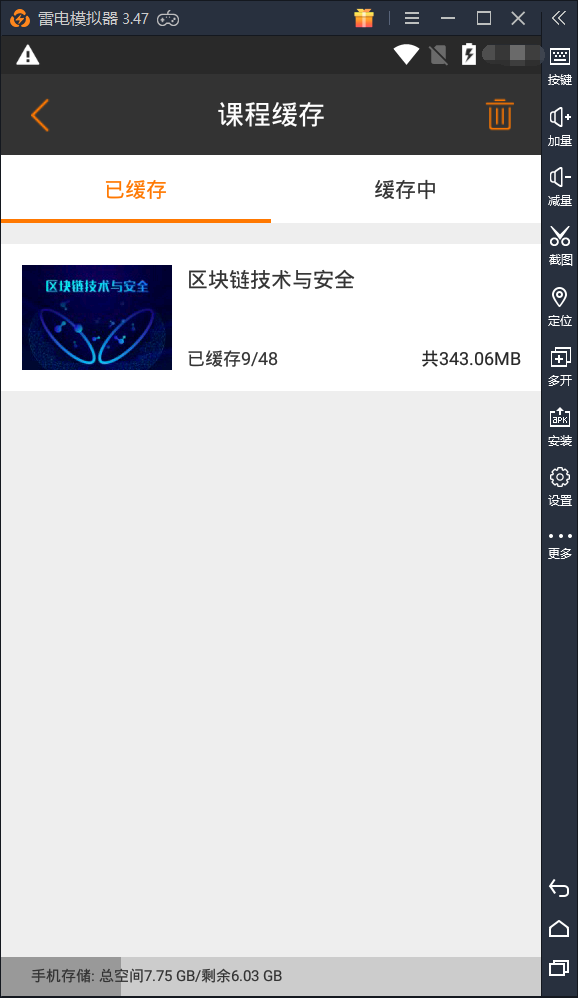 雷电模拟器 3.47
按键
课程缓存
加量
已缓存
缓存中
减量
截图
区块链技术与安全
区块链技术与安全
已缓存9/48
共343.06MB
定位
多开
APK
安装
设置
更多
手机存储: 总空间7.75 GB/剩余6.03 GB